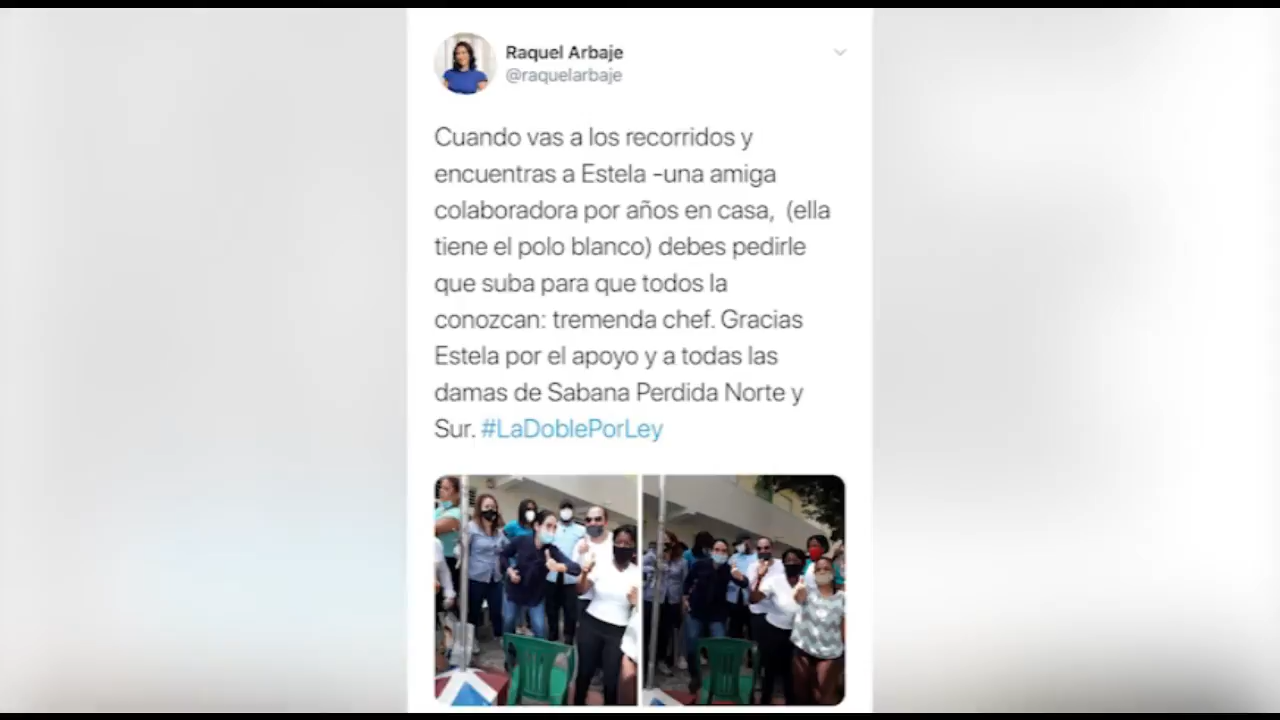 Raquel Arbaje
@raquelarbaje
Cuando vas a los recorridos y
encuentras a Estela -una amiga
colaboradora por años en casa, (ella
tiene el polo blanco) debes pedirle
que suba para que todos la
conozcan: tremenda chef. Gracias
Estela por el apoyo y a todas las
damas de Sabana Perdida Norte y
Sur. #LaDoblePorLey